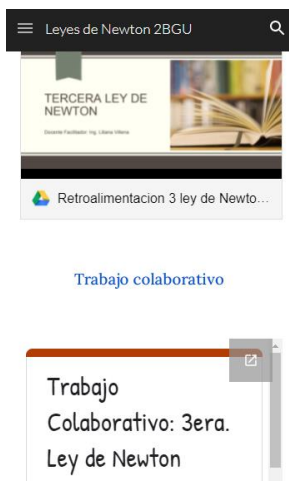 Leyes de Newton 2BGU
TERCERA LEY DE
NEWTON
Docente Facilitador: Ing. Liliana Villena
Retroalimentacion 3 ley de Newto...
Trabajo colaborativo
Trabajo
Colaborativo: 3era.
Ley de Newton